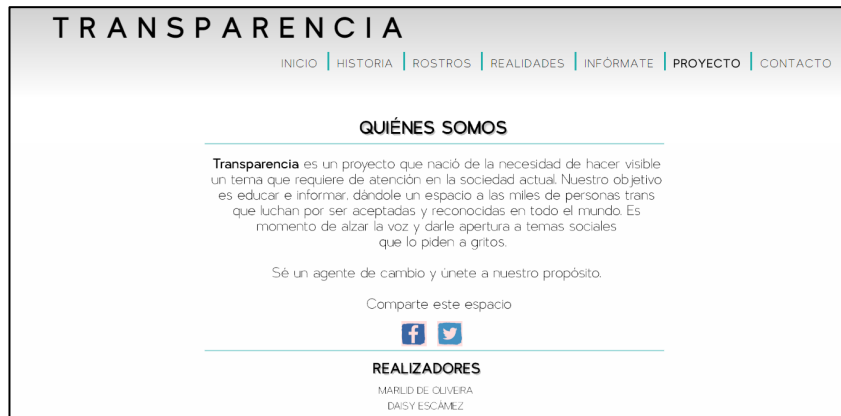 TRANSPARENCIA
INICIO | HISTORIA | ROSTROS | REALIDADES | INFÓRMATE | PROYECTO | CONTACTO
QUIÉNES SOMOS
Transparencia es un proyecto que nació de la necesidad de hacer visible
un tema que requiere de atención en la sociedad actual. Nuestro objetivo
es educar e informar, dándole un espacio a las miles de personas trans
que luchan por ser aceptadas y reconocidas en todo el mundo. Es
momento de alzar la voz y darle apertura a temas sociales
que lo piden a gritos.
Sé un agente de cambio y únete a nuestro propósito.
Comparte este espacio
REALIZADORES
MARILID DE OLIVEIRA
DAISY ESCÁMEZ